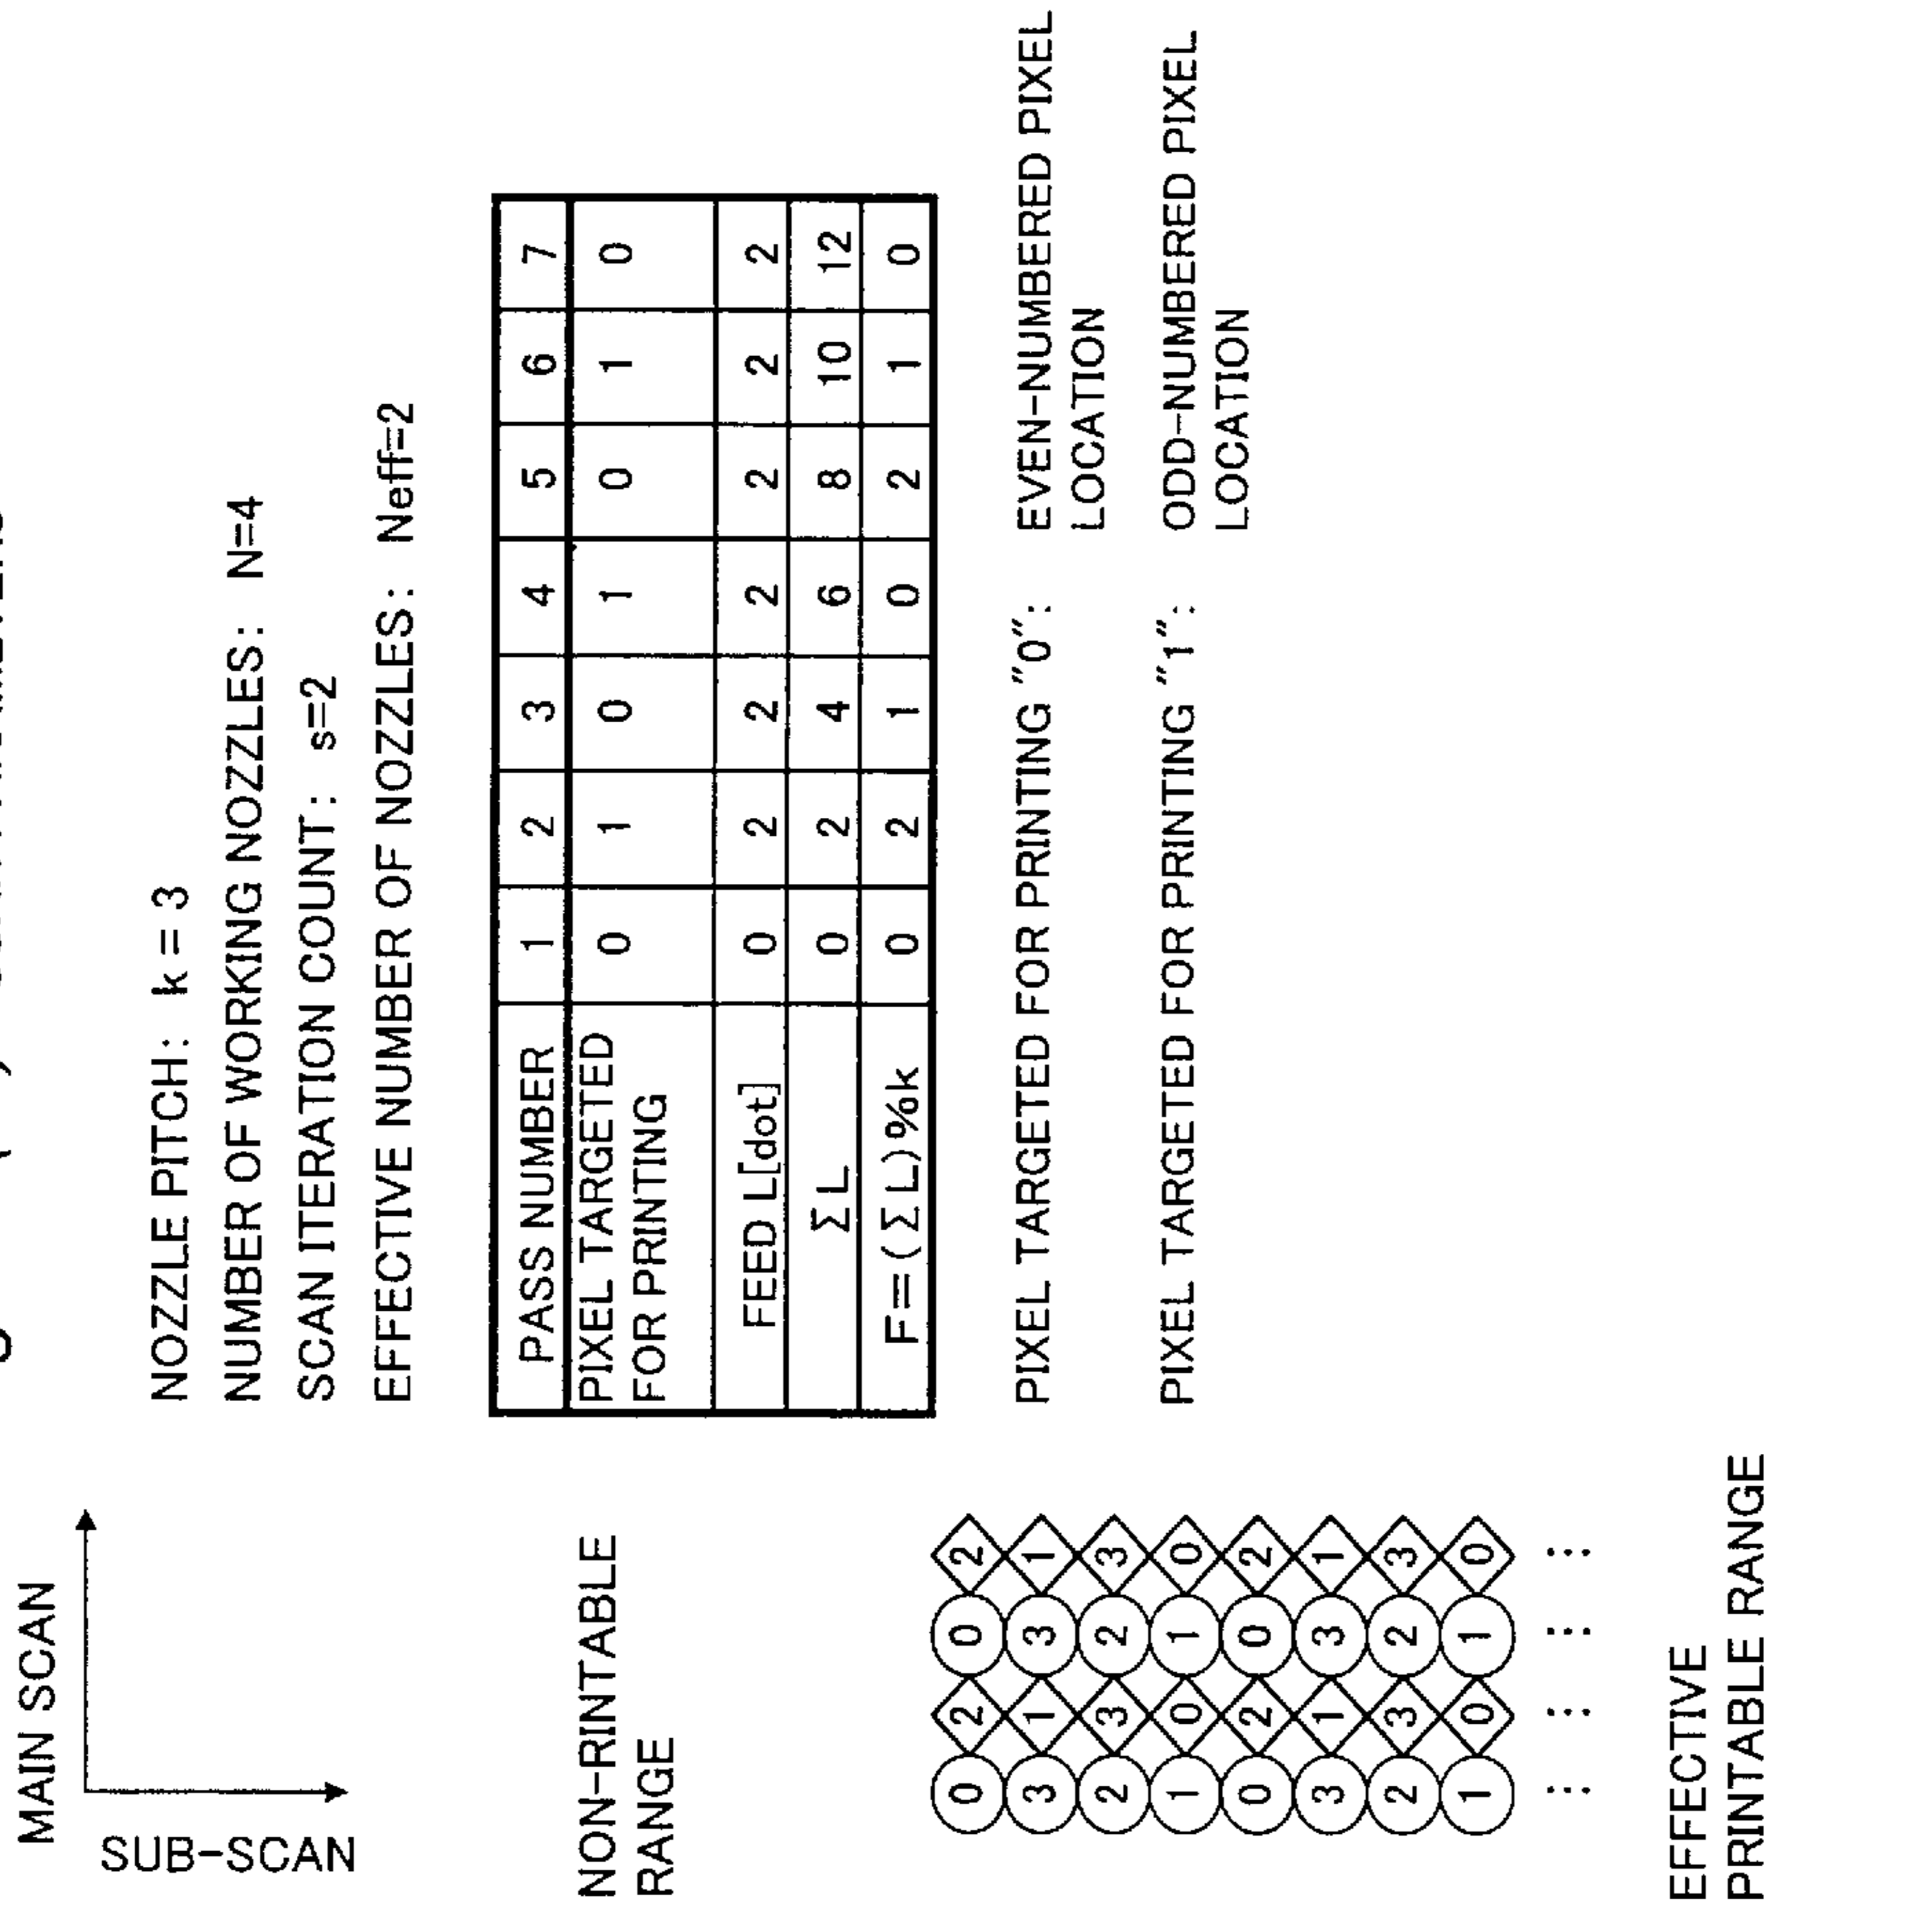 NOZZLE PITCH: k=3
NUMBER OF WORKING NOZZLES: N=4
SCAN ITERATION COUNT: s=2
EFFECTIVE NUMBER OF NOZZLES: Neff=2
PASS NUMBER 1 2 3 4 5 6 7
PIXEL TARGETED
FOR PRINTING 0 1 0 1 0 1 0
FEED L[dot] 0 2 2 2 2 2 2
Σ L 0 2 4 6 8 10 12
F=(Σ L)%k 0 2 1 0 2 1 0
PIXEL TARGETED FOR PRINTING "0": EVEN-NUMBERED PIXEL
LOCATION
PIXEL TARGETED FOR PRINTING "1": ODD-NUMBERED PIXEL
LOCATION
MAIN SCAN
SUB-SCAN
NON-RINTABLE
RANGE
0 2 0 2
3 1 3 1
2 3 2 3
1 0 1 0
0 2 0 2
3 1 3 1
2 3 2 3
1 0 1 0
EFFECTIVE
PRINTABLE RANGE